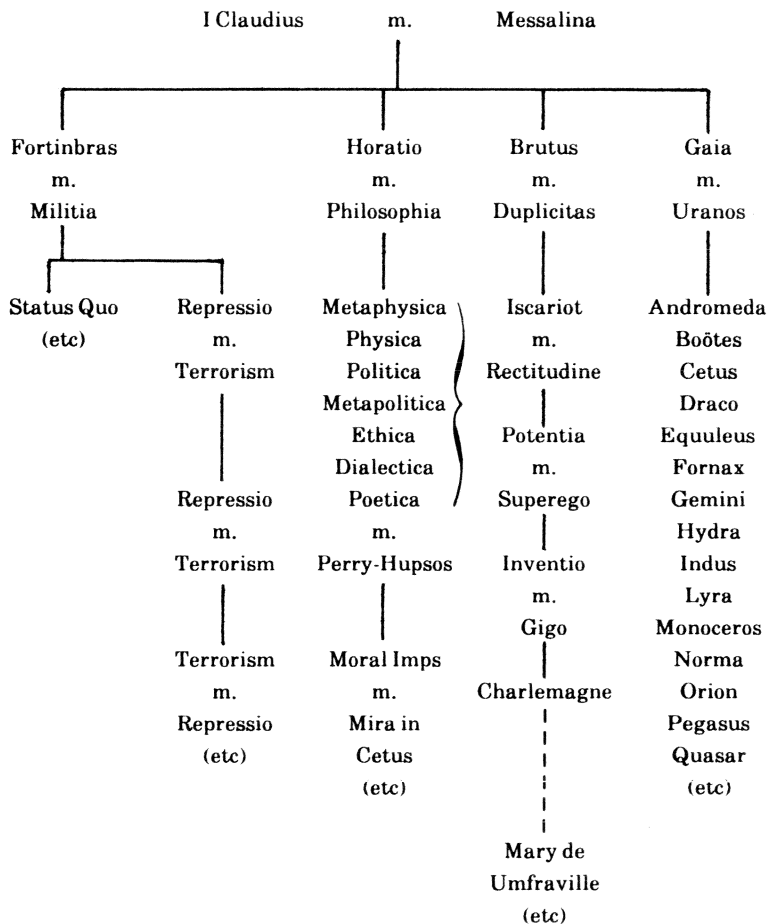 I Claudius m. Messalina
Fortinbras Horatio Brutus Gaia
m. m. m. m.
Militia Philosophia Duplicitas Uranos
Status Quo Repressio Metaphysica Iscariot Andromeda
(etc) m. Physica m. Boötes
Terrorism Politica Rectitudine Cetus
Metapolitica Draco
Ethica Potentia Equuleus
Dialectica m. Fornax
Repressio Poetica Superego Gemini
m. m. Hydra
Terrorism Perry-Hupsos Inventio Indus
m. Lyra
Gigo Monoceros
Terrorism Moral Imps Norma
m. m. Charlemagne Orion
Repressio Mira in Pegasus
(etc) Cetus Quasar
(etc) (etc)
Mary de
Umfraville
(etc)